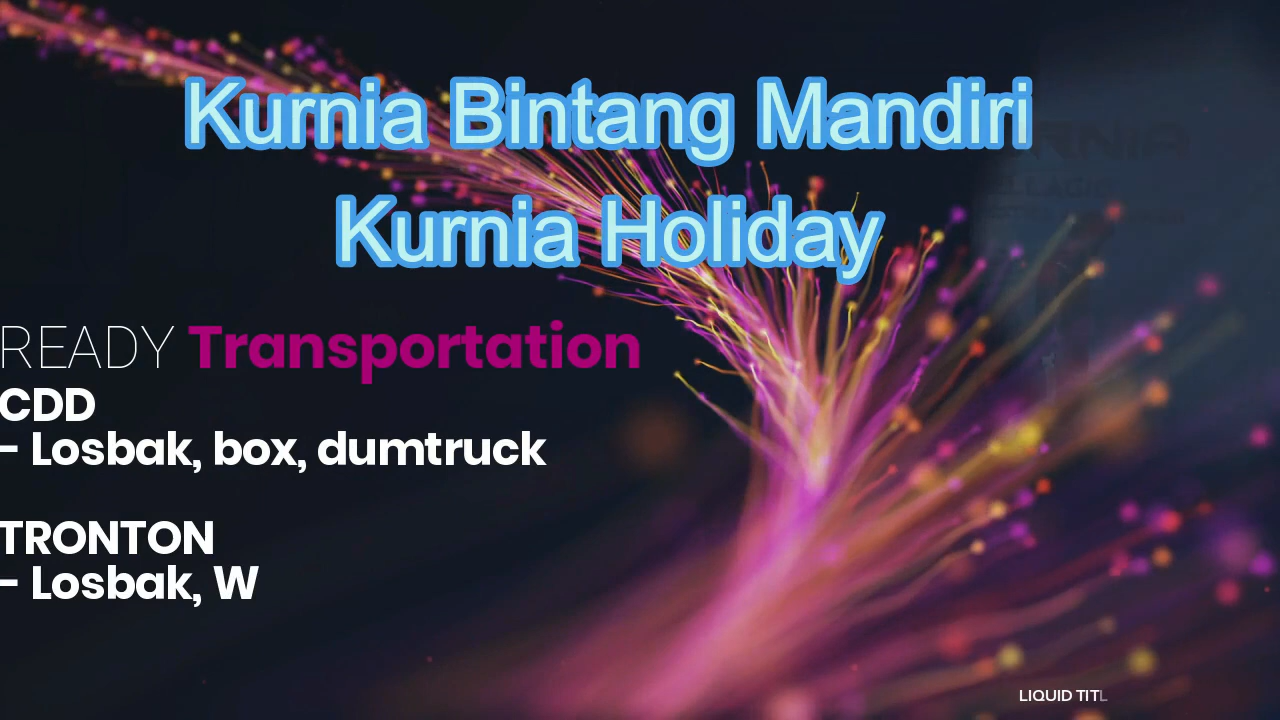 Kurnia Bintang Mandiri
Kurnia Holiday
READY Transportation
CDD
- Losbak, box, dumtruck
TRONTON
- Losbak, W
LIQUID TITL